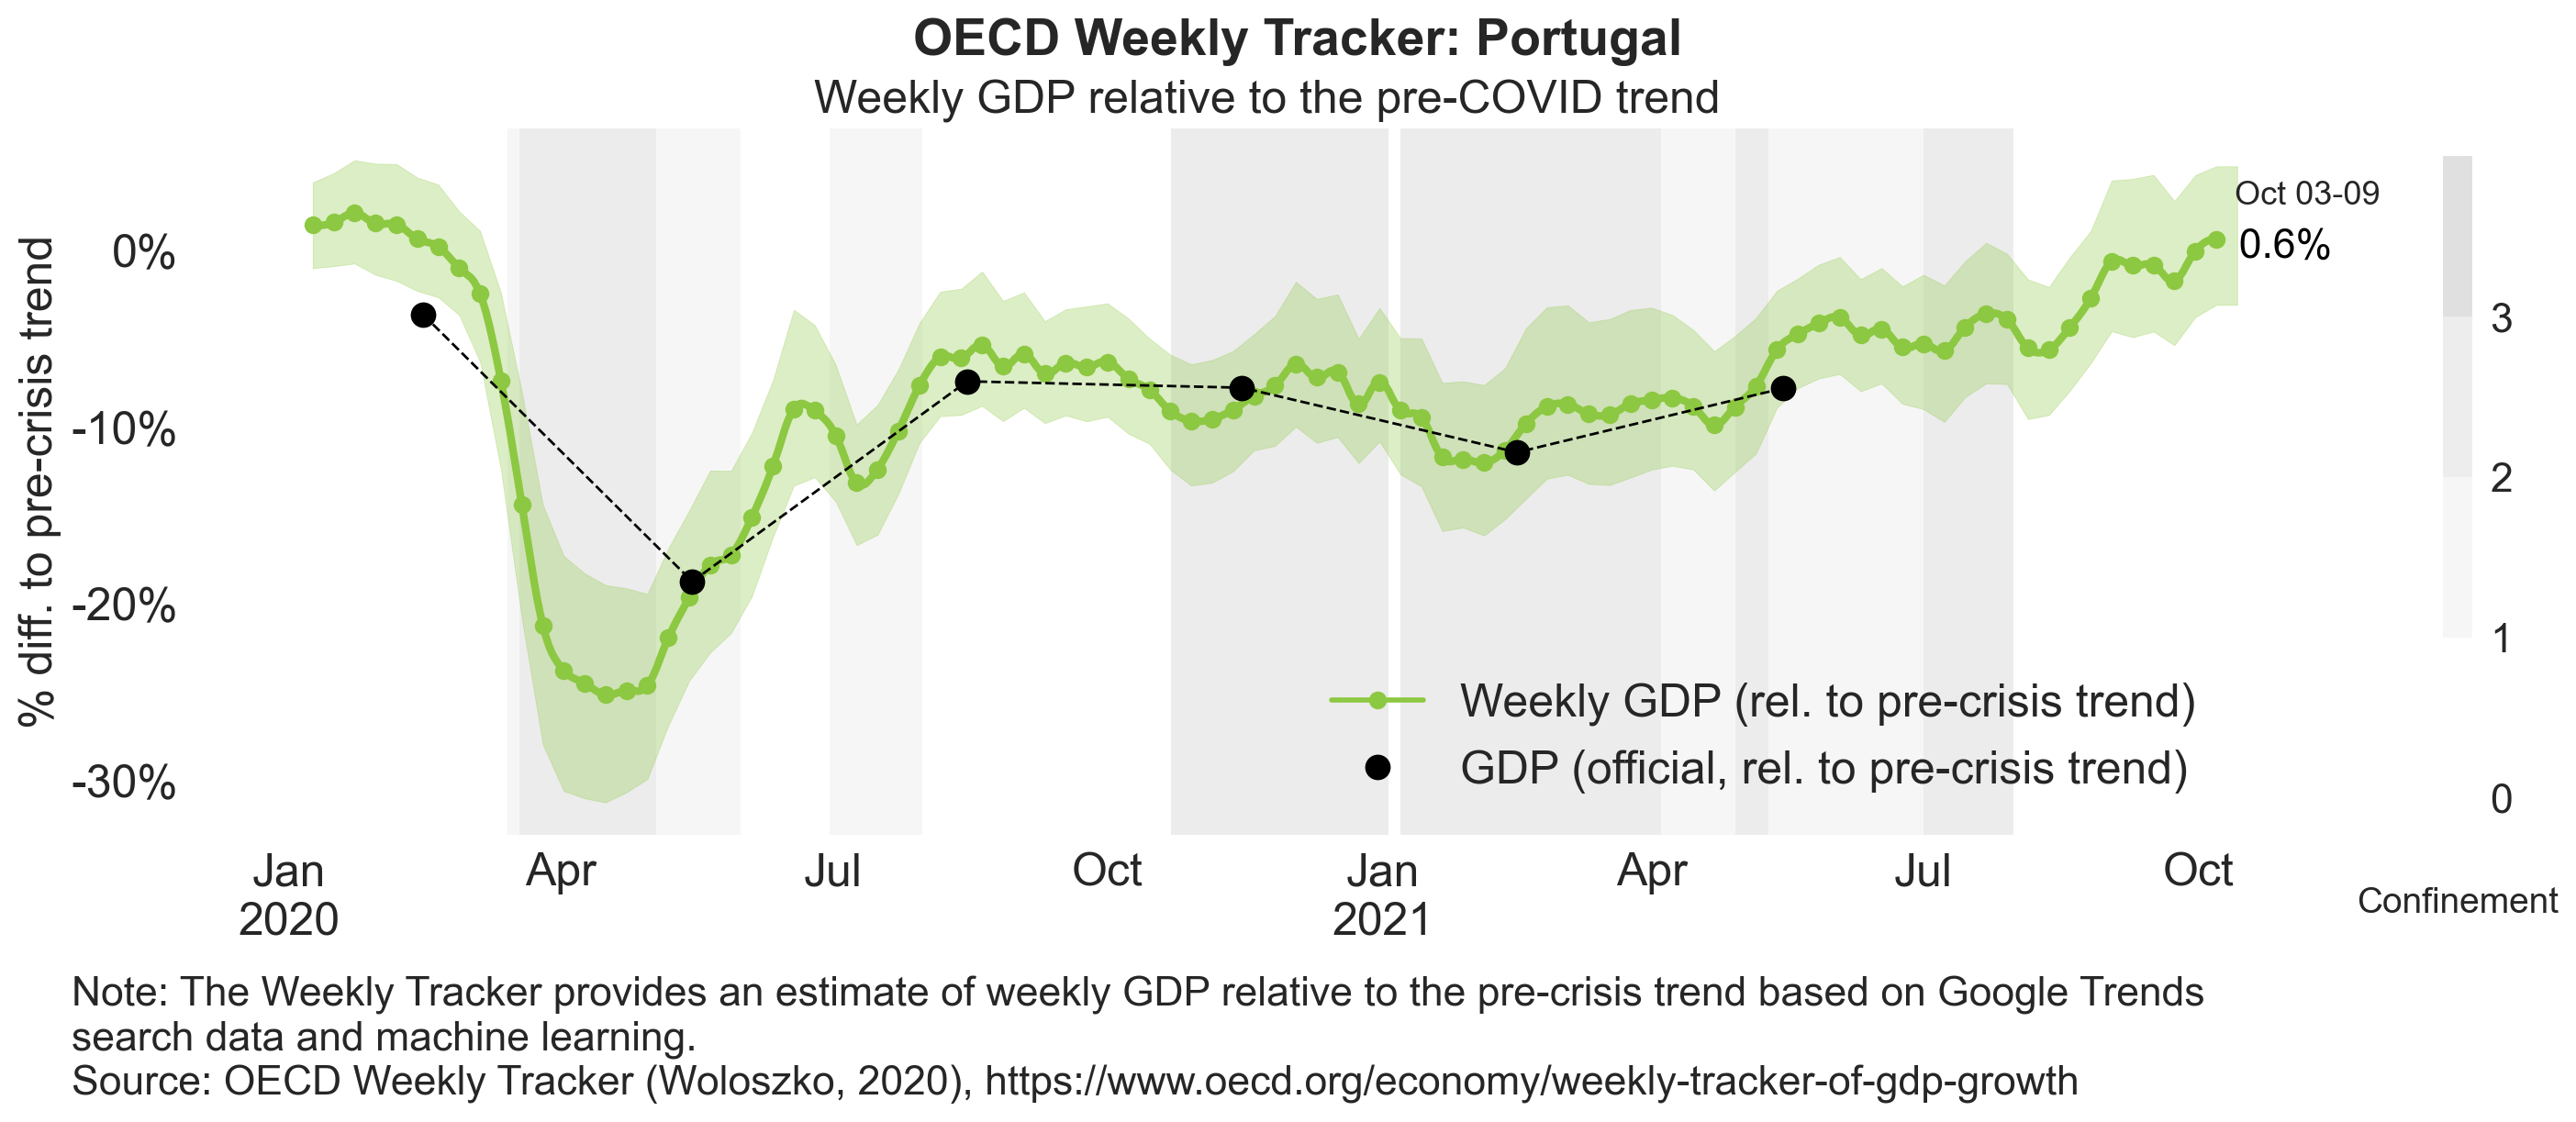 OECD Weekly Tracker: Portugal
Weekly GDP relative to the pre-COVID trend
% diff. to pre-crisis trend
0%
-10%
-20%
-30%
Oct 03-09
0.6%
3
2
1
0
Weekly GDP (rel. to pre-crisis trend)
GDP (official, rel. to pre-crisis trend)
Jan Apr Jul Oct Jan Apr Jul Oct
2020 2021
Confinement
Note: The Weekly Tracker provides an estimate of weekly GDP relative to the pre-crisis trend based on Google Trends
search data and machine learning.
Source: OECD Weekly Tracker (Woloszko, 2020), https://www.oecd.org/economy/weekly-tracker-of-gdp-growth